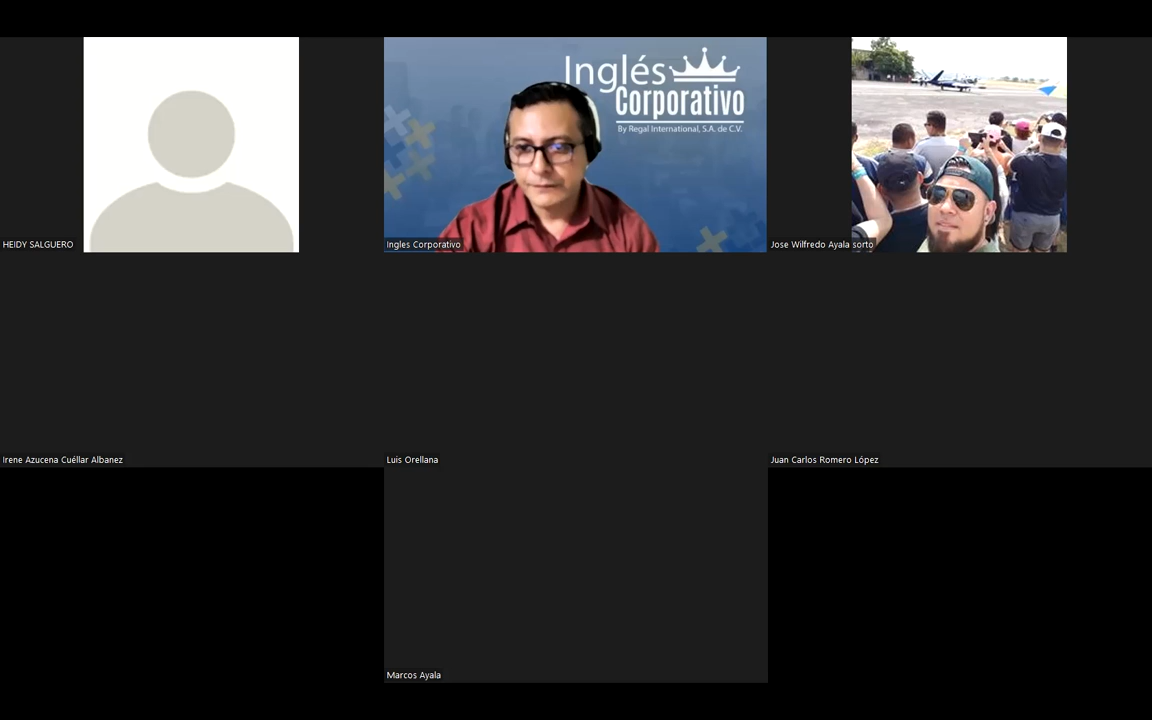 Inglés
Corporativo
By Regal International, S.A. de C.V.
HEIDY SALGUERO
Ingles Corporativo
Jose Wilfredo Ayala sorto
Irene Azucena Cuéllar Albanez
Luis Orellana
Juan Carlos Romero López
Marcos Ayala